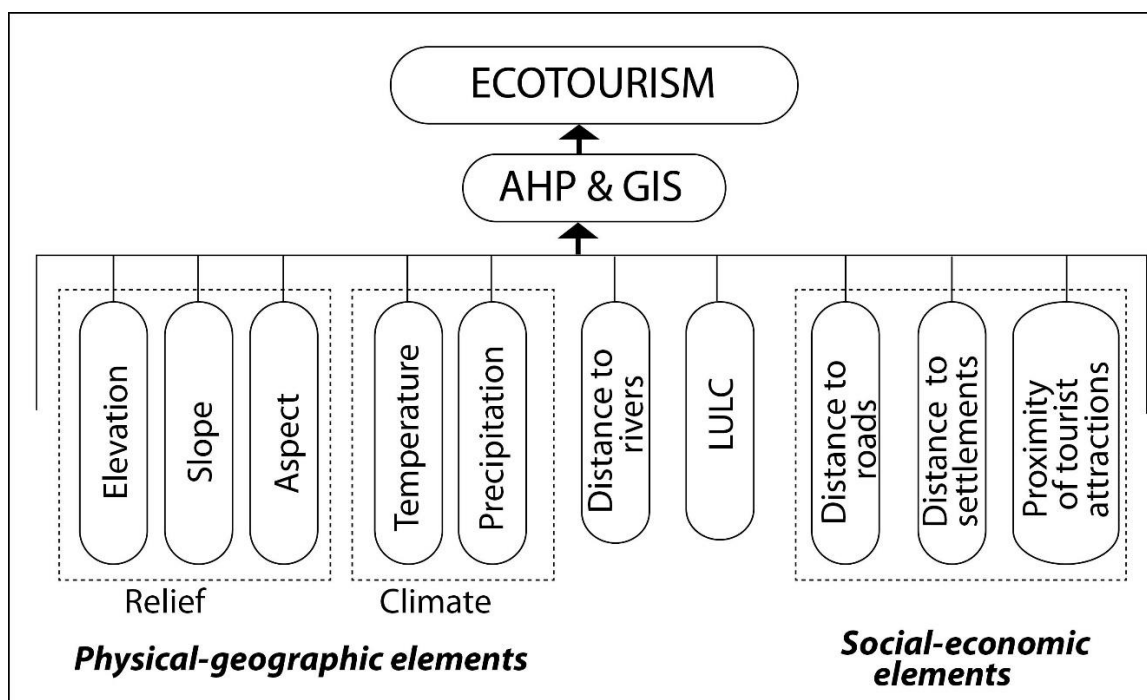 ECOTOURISM
AHP & GIS
Elevation
Slope
Aspect
Temperature
Precipitation
Distance to
rivers
LULC
Distance to
roads
Distance to
settlements
Proximity
of tourist
attractions
Relief
Climate
Physical-geographic elements
Social-economic
elements